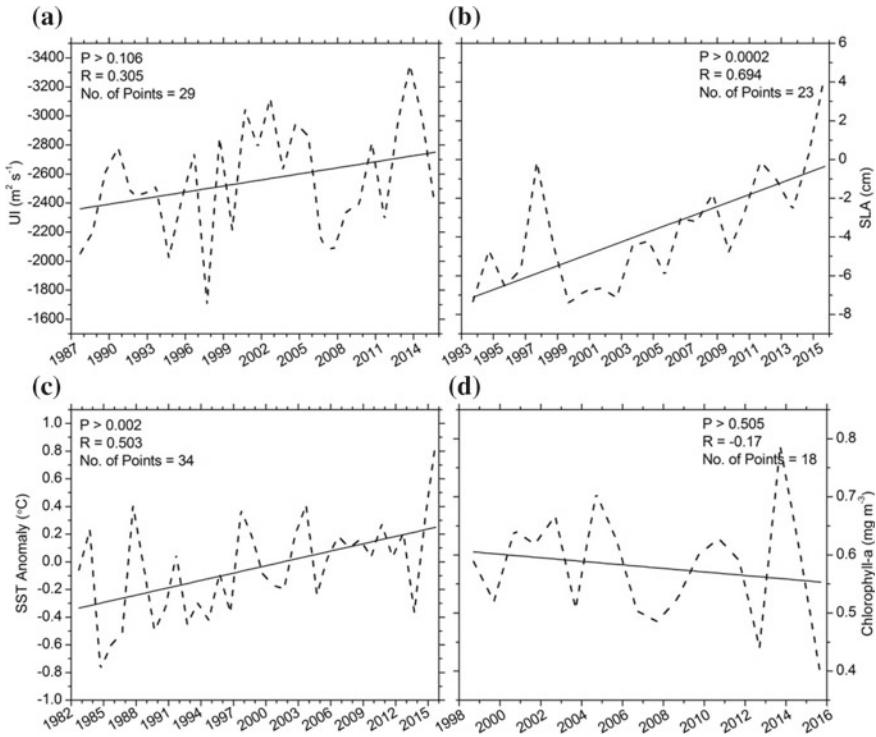 (a)
P > 0.106
R = 0.305
No. of Points = 29
UI (m² s⁻¹)
-3400
-3200
-3000
-2800
-2600
-2400
-2200
-2000
-1800
-1600
1987 1990 1993 1996 1999 2002 2005 2008 2011 2014
(b)
P > 0.0002
R = 0.694
No. of Points = 23
6
4
2
0
-2
-4
-6
-8
SLA (cm)
1993 1995 1997 1999 2001 2003 2005 2007 2009 2011 2013 2015
(c)
P > 0.002
R = 0.503
No. of Points = 34
SST Anomaly (°C)
1.0
0.8
0.6
0.4
0.2
0.0
-0.2
-0.4
-0.6
-0.8
-1.0
1982 1985 1988 1991 1994 1997 2000 2003 2006 2009 2012 2015
(d)
P > 0.505
R = -0.17
No. of Points = 18
0.8
0.7
0.6
0.5
0.4
Chlorophyll-a (mg m⁻³)
1998 2000 2002 2004 2006 2008 2010 2012 2014 2016